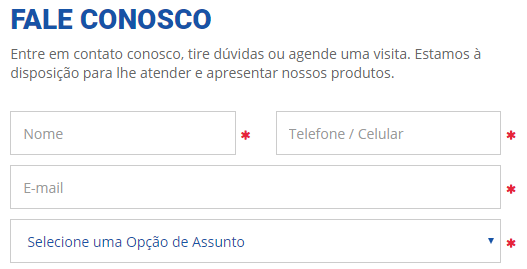 FALE CONOSCO
Entre em contato conosco, tire dúvidas ou agende uma visita. Estamos à
disposição para lhe atender e apresentar nossos produtos.
Nome * Telefone / Celular *
E-mail *
Selecione uma Opção de Assunto *